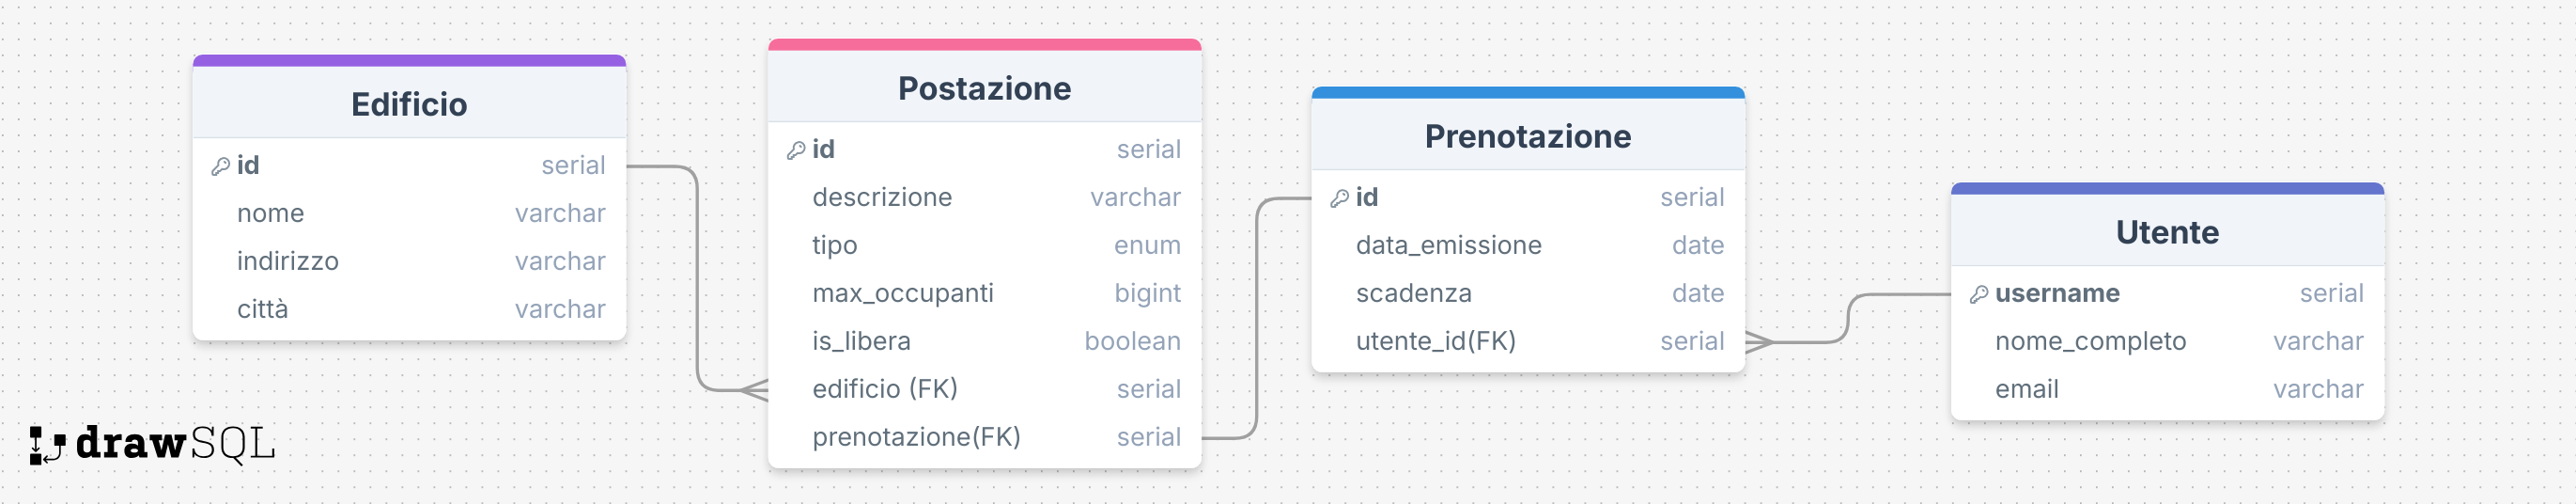 Edificio
id serial
nome varchar
indirizzo varchar
città varchar
Postazione
id serial
descrizione varchar
tipo enum
max_occupanti bigint
is_libera boolean
edificio (FK) serial
prenotazione(FK) serial
Prenotazione
id serial
data_emissione date
scadenza date
utente_id(FK) serial
Utente
username serial
nome_completo varchar
email varchar
drawSQL